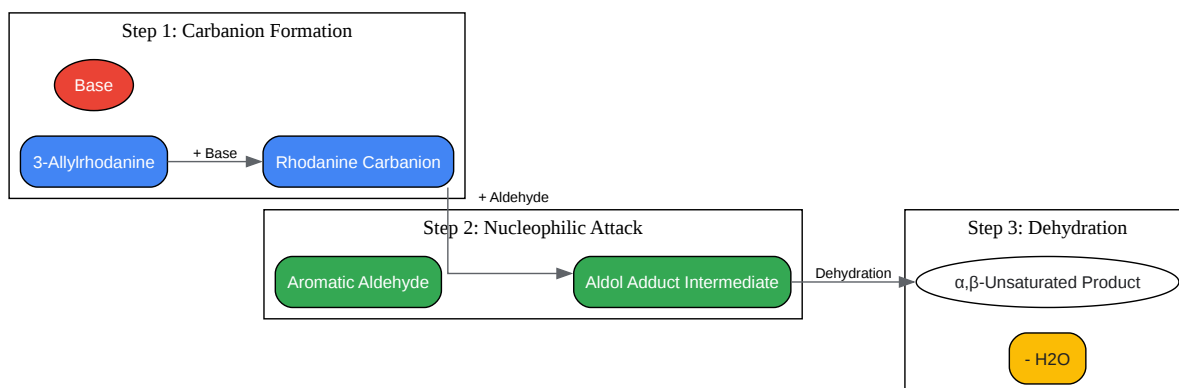 Step 1: Carbanion Formation
Base
3-Allylrhodanine
+ Base
Rhodanine Carbanion
+ Aldehyde
Step 2: Nucleophilic Attack
Aromatic Aldehyde
Aldol Adduct Intermediate
Dehydration
Step 3: Dehydration
α,β-Unsaturated Product
- H2O